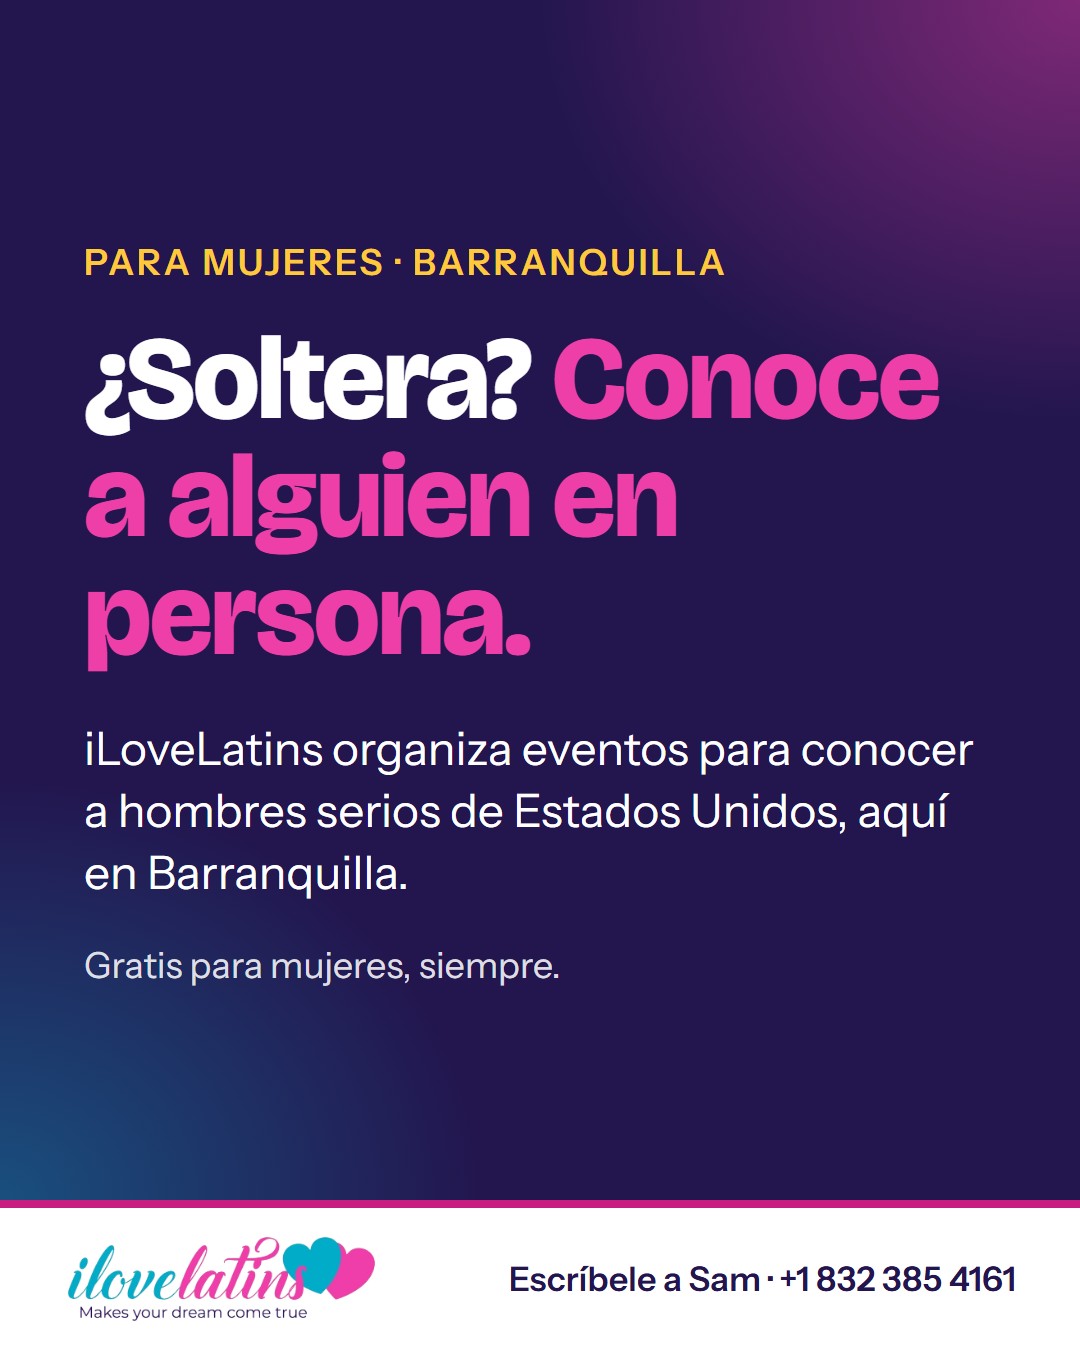 PARA MUJERES · BARRANQUILLA
¿Soltera? Conoce
a alguien en
persona.
iLoveLatins organiza eventos para conocer
a hombres serios de Estados Unidos, aquí
en Barranquilla.
Gratis para mujeres, siempre.
ilovelatins
Makes your dream come true
Escríbele a Sam · +1 832 385 4161